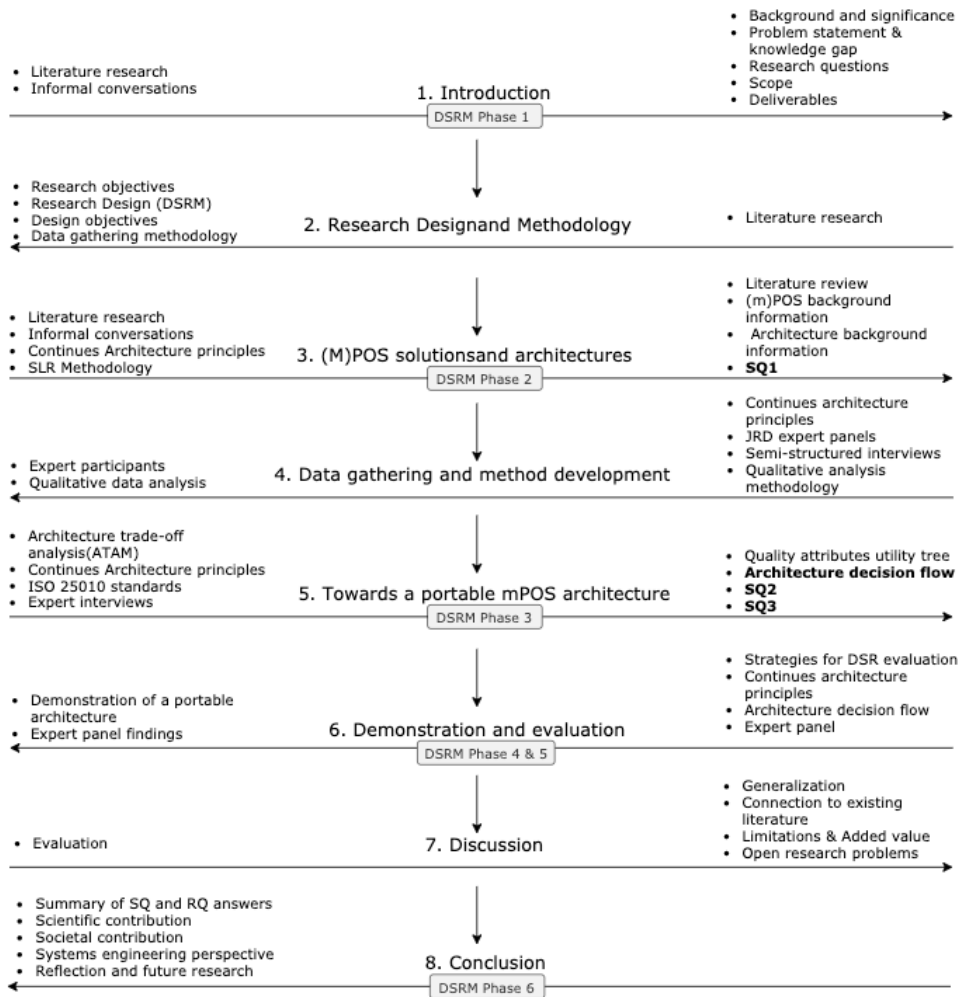 • Literature research
• Informal conversations
1. Introduction
DSRM Phase 1
• Background and significance
• Problem statement &
knowledge gap
• Research questions
• Scope
• Deliverables
• Research objectives
• Research Design (DSRM)
• Design objectives
• Data gathering methodology
2. Research Designand Methodology
• Literature research
• Literature research
• Informal conversations
• Continues Architecture principles
• SLR Methodology
3. (M)POS solutionsand architectures
DSRM Phase 2
• Literature review
• (m)POS background
information
• Architecture background
information
• SQ1
• Expert participants
• Qualitative data analysis
4. Data gathering and method development
• Continues architecture
principles
• JRD expert panels
• Semi-structured interviews
• Qualitative analysis
methodology
• Architecture trade-off
analysis(ATAM)
• Continues Architecture principles
• ISO 25010 standards
• Expert interviews
5. Towards a portable mPOS architecture
DSRM Phase 3
• Quality attributes utility tree
• Architecture decision flow
• SQ2
• SQ3
• Demonstration of a portable
architecture
• Expert panel findings
6. Demonstration and evaluation
DSRM Phase 4 & 5
• Strategies for DSR evaluation
• Continues architecture
principles
• Architecture decision flow
• Expert panel
• Evaluation
7. Discussion
• Generalization
• Connection to existing
literature
• Limitations & Added value
• Open research problems
• Summary of SQ and RQ answers
• Scientific contribution
• Societal contribution
• Systems engineering perspective
• Reflection and future research
8. Conclusion
DSRM Phase 6